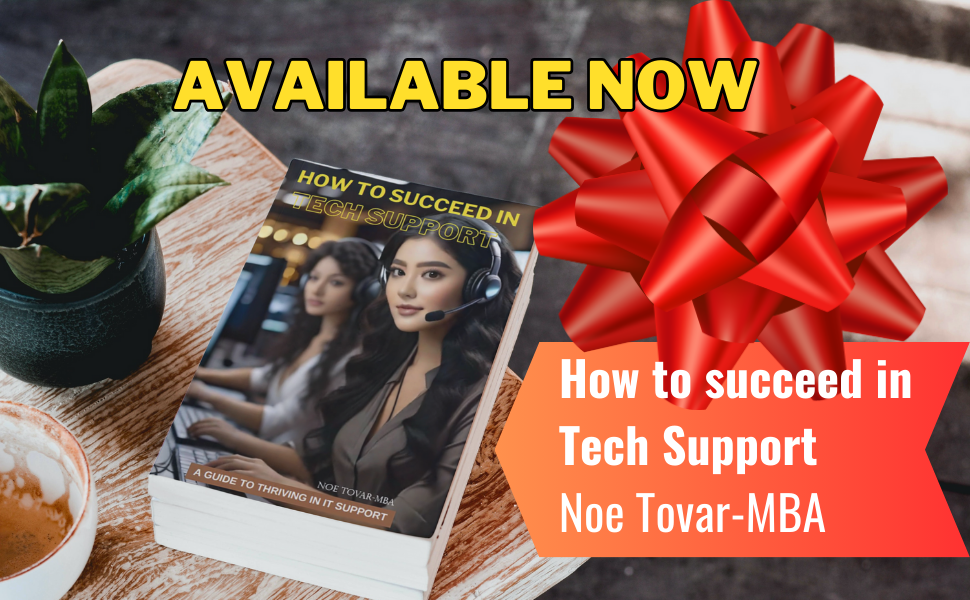 AVAILABLE NOW
HOW TO SUCCEED IN
TECH SUPPORT
NOE TOVAR-MBA
A GUIDE TO THRIVING IN IT SUPPORT
How to succeed in
Tech Support
Noe Tovar-MBA